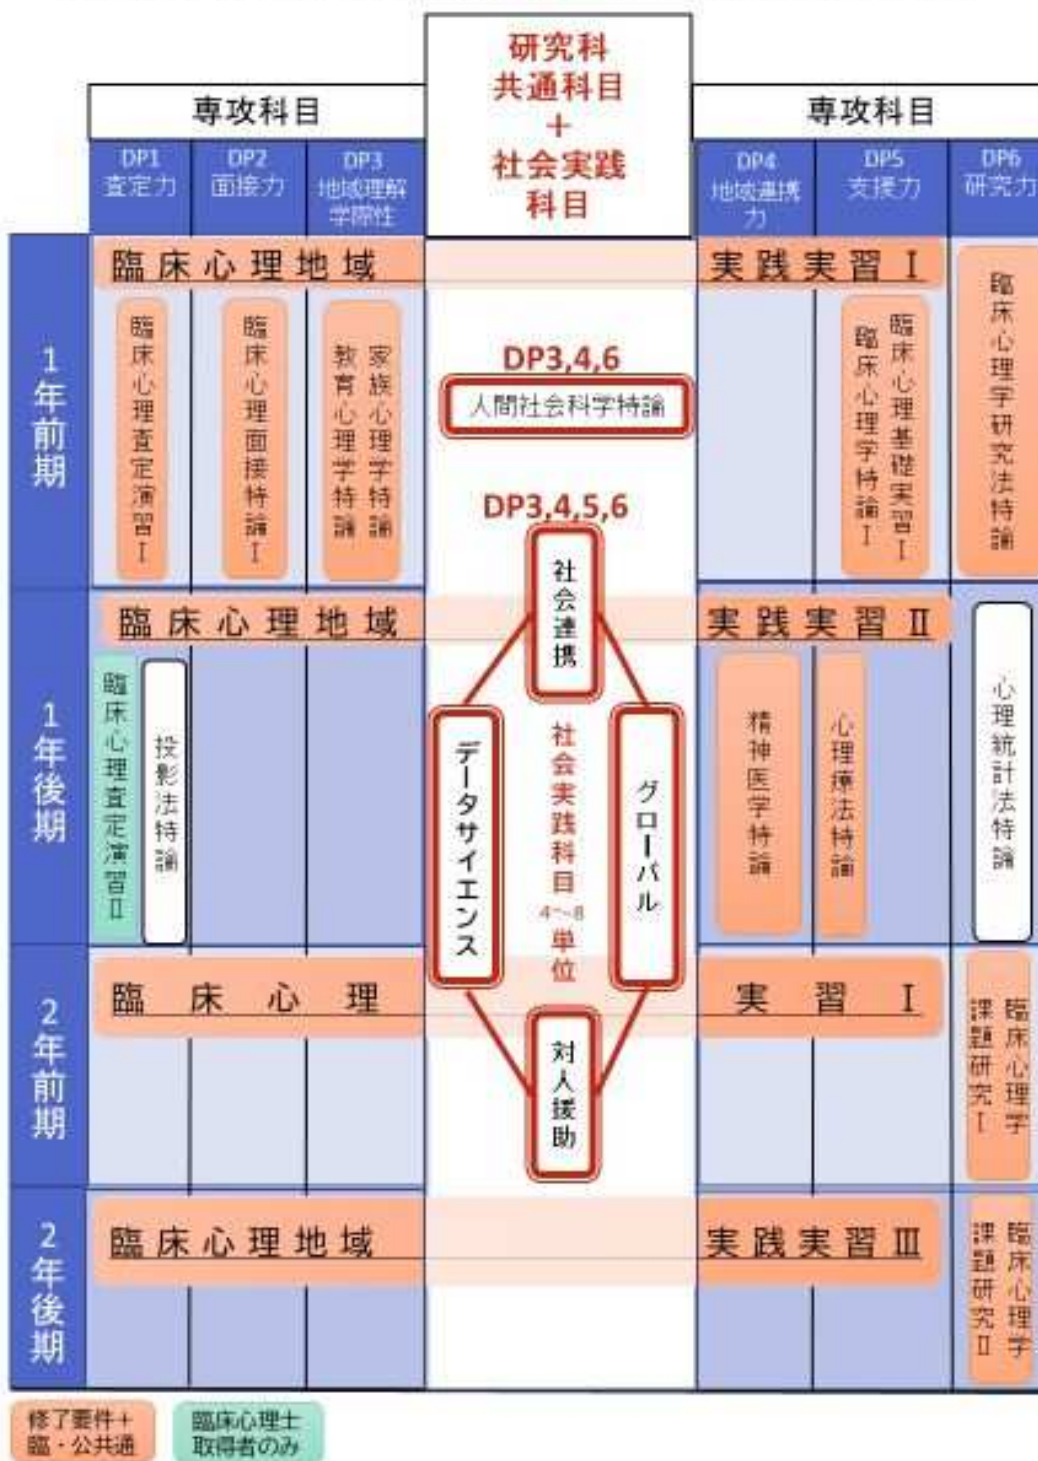 研究科
共通科目
+
社会実践
科目
専攻科目
専攻科目
DP1
査定力
DP2
面接力
DP3
地域理解
学際性
DP4
地域連携
力
DP5
支援力
DP6
研究力
1年前期
臨床心理地域 実践実習Ⅰ
臨床心理査定演習Ⅰ
臨床心理面接特論Ⅰ
家族心理学特論
教育心理学特論
DP3,4,6
人間社会科学特論
臨床心理基礎実習Ⅰ
臨床心理学特論Ⅰ
臨床心理学研究法特論
DP3,4,5,6
社会連携
データサイエンス
社会実践科目
4〜8
単位
グローバル
対人援助
1年後期
臨床心理地域 実践実習Ⅱ
臨床心理査定演習Ⅱ
投影法特論
精神医学特論
心理療法特論
心理統計法特論
2年前期
臨床心理 実習Ⅰ
臨床心理学
課題研究Ⅰ
2年後期
臨床心理地域 実践実習Ⅲ
臨床心理学
課題研究Ⅱ
修了要件+
臨・公共通
臨床心理士
取得者のみ